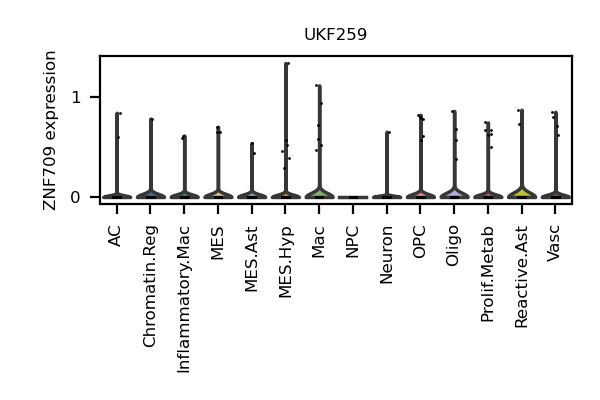 UKF259
ZNF709 expression
1
0
AC
Chromatin.Reg
Inflammatory.Mac
MES
MES.Ast
MES.Hyp
Mac
NPC
Neuron
OPC
Oligo
Prolif.Metab
Reactive.Ast
Vasc